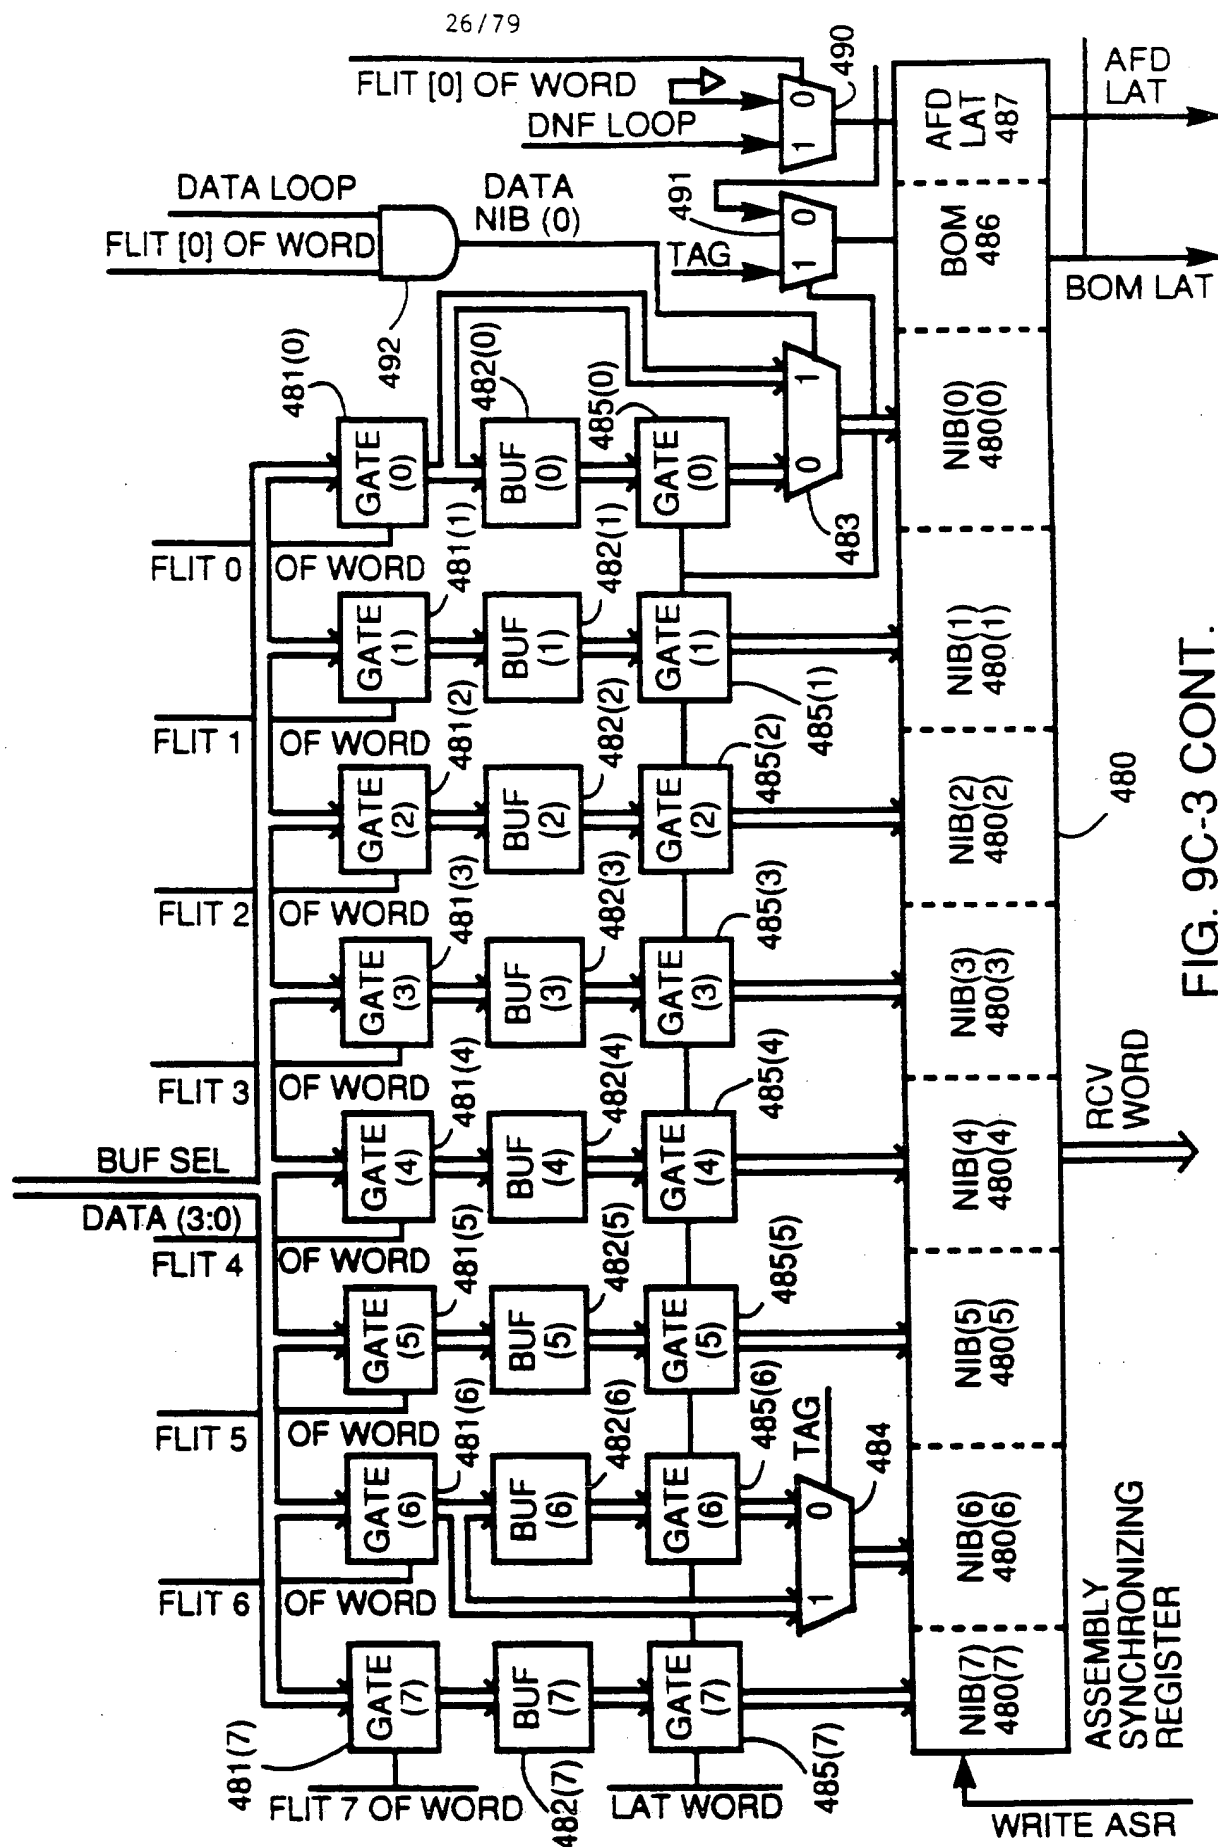 26/79
FLIT [0] OF WORD
DNF LOOP
1 0
490
DATA LOOP
FLIT [0] OF WORD
492
DATA
NIB (0)
491
TAG
1 0
AFD
LAT
487
BOM
486
AFD
LAT
BOM LAT
481(0)
GATE
(0)
482(0)
BUF
(0)
485(0)
GATE
(0)
0 1
483
NIB(0)
480(0)
FLIT 0
OF WORD
481(1)
GATE
(1)
482(1)
BUF
(1)
GATE
(1)
485(1)
NIB(1)
480(1)
FLIT 1
OF WORD
481(2)
GATE
(2)
482(2)
BUF
(2)
485(2)
GATE
(2)
NIB(2)
480(2)
480
FLIT 2
OF WORD
481(3)
GATE
(3)
482(3)
BUF
(3)
485(3)
GATE
(3)
NIB(3)
480(3)
FLIT 3
OF WORD
481(4)
GATE
(4)
482(4)
BUF
(4)
485(4)
GATE
(4)
NIB(4)
480(4)
RCV
WORD
BUF SEL
DATA (3:0)
FLIT 4
OF WORD
481(5)
GATE
(5)
482(5)
BUF
(5)
485(5)
GATE
(5)
NIB(5)
480(5)
FLIT 5
OF WORD
481(6)
GATE
(6)
482(6)
BUF
(6)
485(6)
GATE
(6)
TAG
1 0
484
NIB(6)
480(6)
FLIT 6
OF WORD
481(7)
GATE
(7)
482(7)
BUF
(7)
485(7)
GATE
(7)
NIB(7)
480(7)
FLIT 7 OF WORD
LAT WORD
WRITE ASR
ASSEMBLY
SYNCHRONIZING
REGISTER
FIG. 9C-3 CONT.